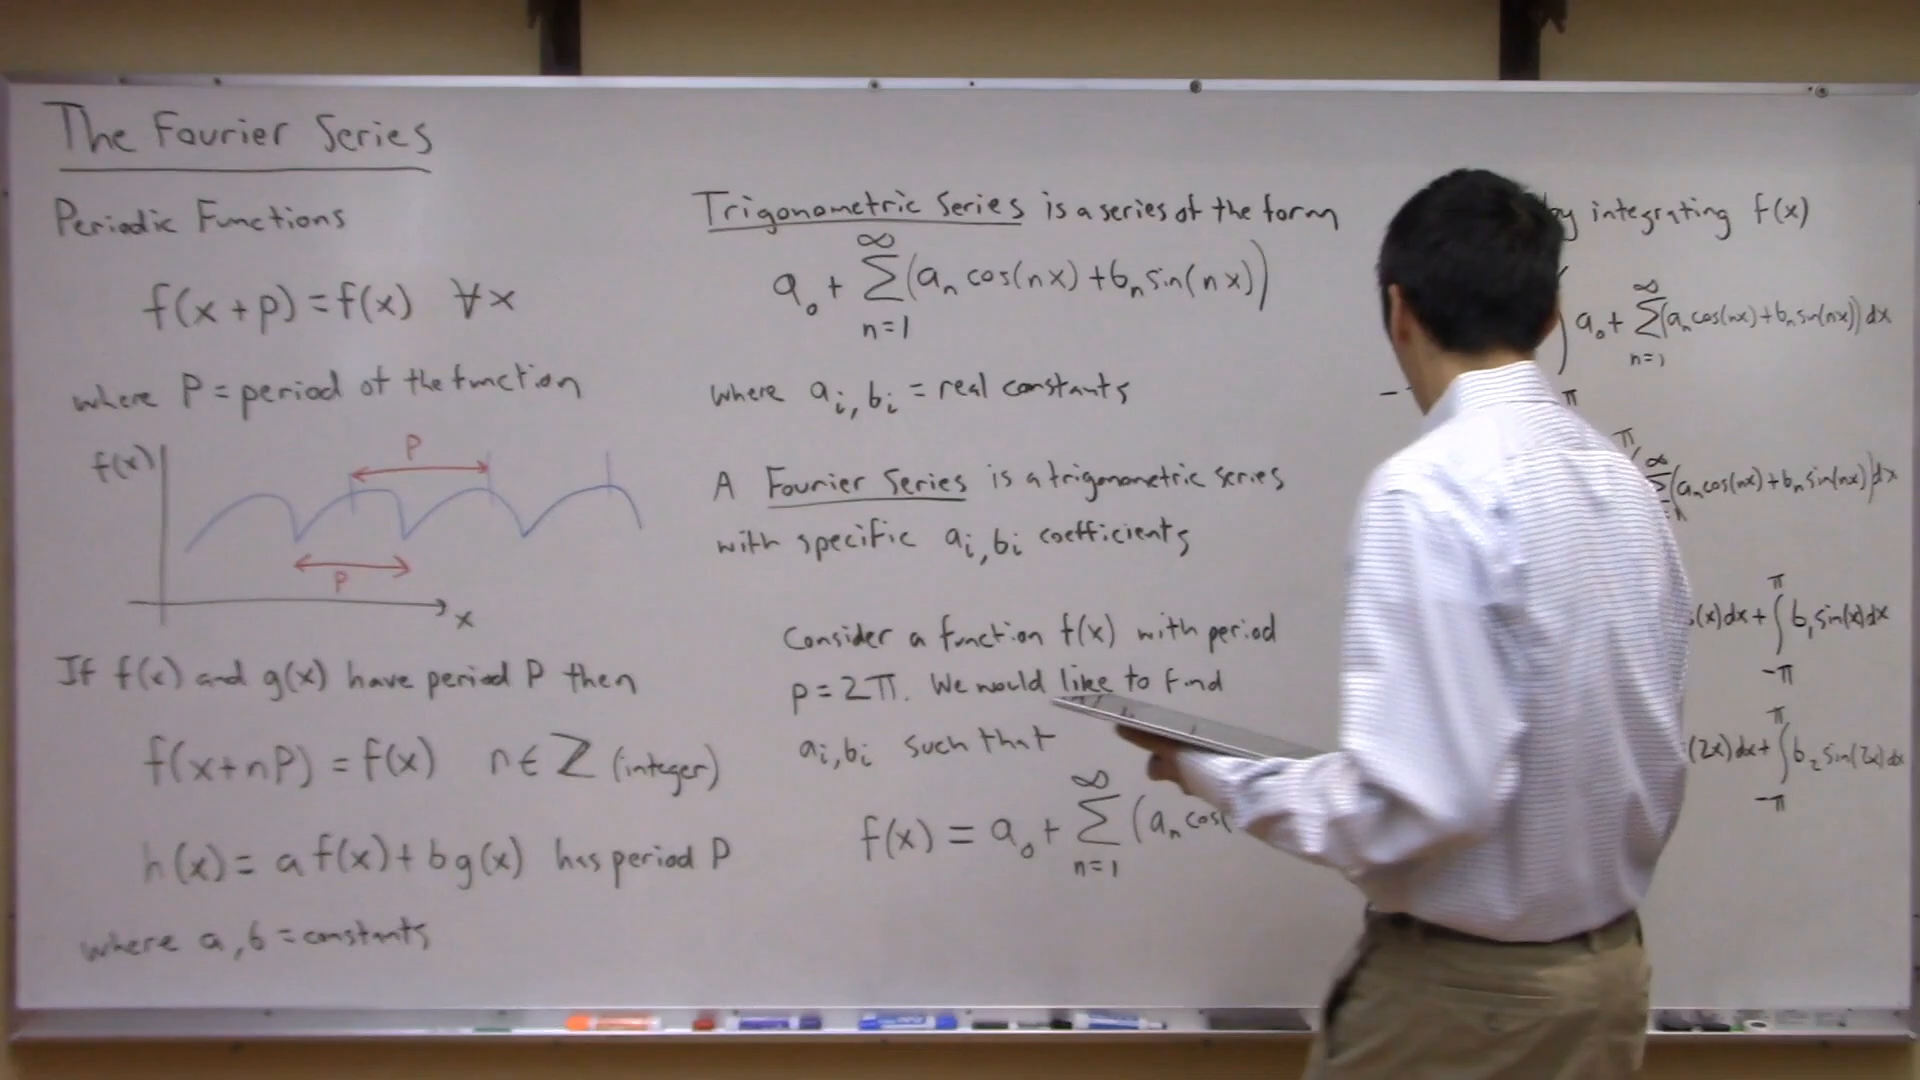 The Fourier Series
Periodic Functions
f(x+p) = f(x) ∀x
where P = period of the function
f(x)
P
P
x
If f(x) and g(x) have period P then
f(x+nP) = f(x) n∈Z (integer)
h(x) = a f(x) + b g(x) has period P
where a, b = constants
Trigonometric Series is a series of the form
a₀ + ∑ₙ₌₁^∞ (aₙ cos(nx) + bₙ sin(nx))
where aᵢ, bᵢ = real constants
A Fourier Series is a trigonometric series
with specific aᵢ, bᵢ coefficients
Consider a function f(x) with period
p = 2π. We would like to find
aᵢ, bᵢ such that
f(x) = a₀ + ∑ₙ₌₁^∞ (aₙ cos(
by integrating f(x)
a₀ + ∑ₙ₌₁^∞ (aₙ cos(nx) + bₙ sin(nx)) dx
π
π
∞
(aₙ cos(nx) + bₙ sin(nx)) dx
(x)dx + ∫_-π^π b₁ sin(x)dx
(2x)dx + ∫_-π^π b₂ sin(2x)dx